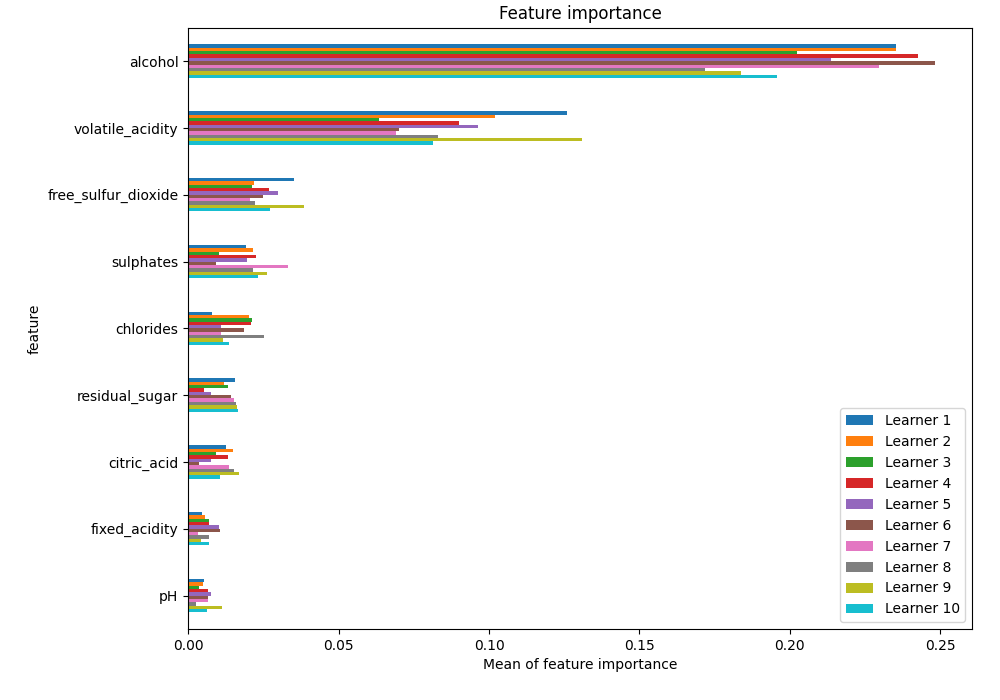 Feature importance
alcohol
volatile_acidity
free_sulfur_dioxide
sulphates
chlorides
residual_sugar
citric_acid
fixed_acidity
pH
feature
Learner 1
Learner 2
Learner 3
Learner 4
Learner 5
Learner 6
Learner 7
Learner 8
Learner 9
Learner 10
0.00 0.05 0.10 0.15 0.20 0.25
Mean of feature importance